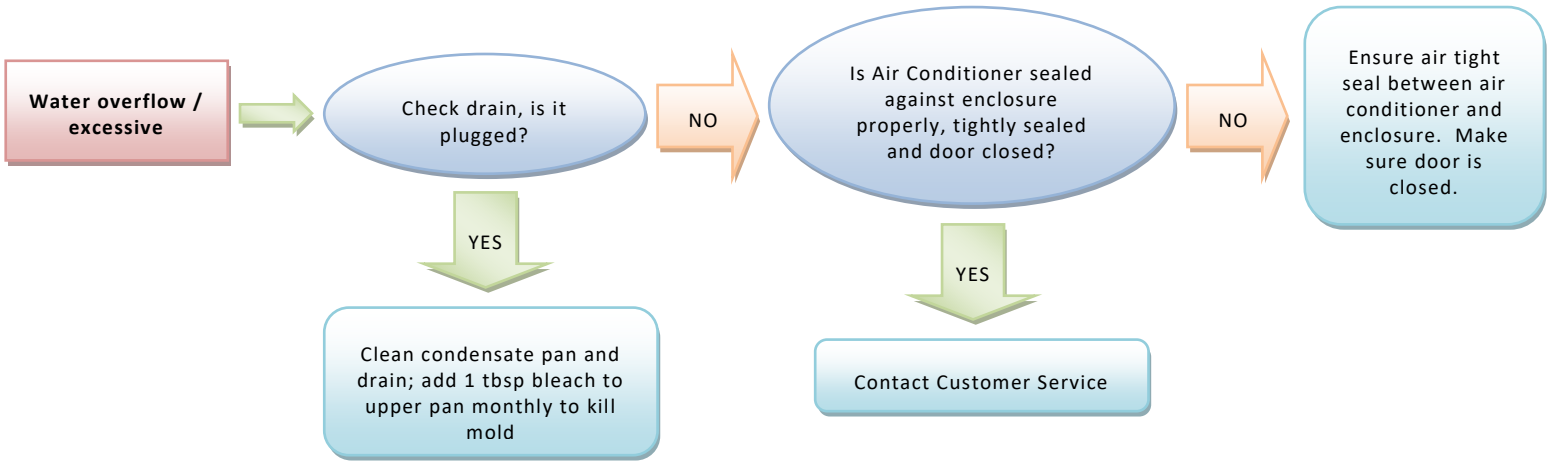 Water overflow /
excessive
Check drain, is it
plugged?
NO
Is Air Conditioner sealed
against enclosure
properly, tightly sealed
and door closed?
NO
Ensure air tight
seal between air
conditioner and
enclosure. Make
sure door is
closed.
YES
Clean condensate pan and
drain; add 1 tbsp bleach to
upper pan monthly to kill
mold
YES
Contact Customer Service